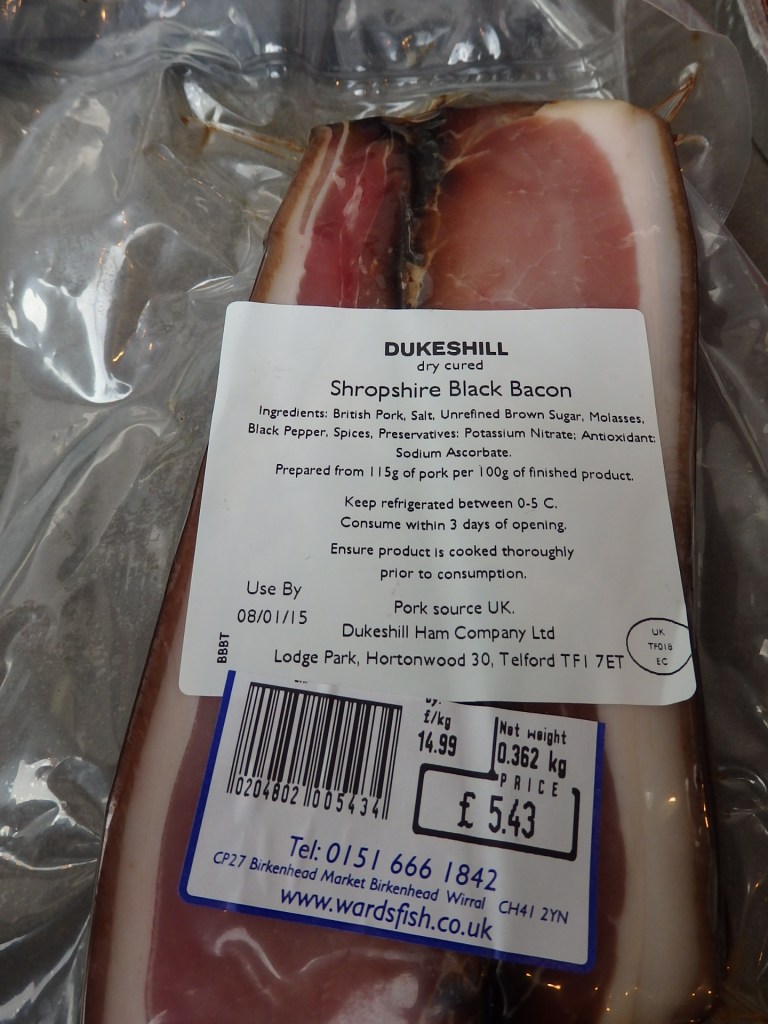 DUKESHILL
dry cured
Shropshire Black Bacon
Ingredients: British Pork, Salt, Unrefined Brown Sugar, Molasses,
Black Pepper, Spices, Preservatives: Potassium Nitrate; Antioxidant:
Sodium Ascorbate.
Prepared from 115g of pork per 100g of finished product.
Keep refrigerated between 0-5 C.
Consume within 3 days of opening.
Ensure product is cooked thoroughly
prior to consumption.
Use By
08/01/15
BBBT
Pork source UK.
Dukeshill Ham Company Ltd
Lodge Park, Hortonwood 30, Telford TF1 7ET
UK
TF018
EC
£/kg
14.99
Net weight
0.362 kg
PRICE
£ 5.43
0204802 005434
Tel: 0151 666 1842
CP27 Birkenhead Market Birkenhead Wirral CH41 2YN
www.wardsfish.co.uk